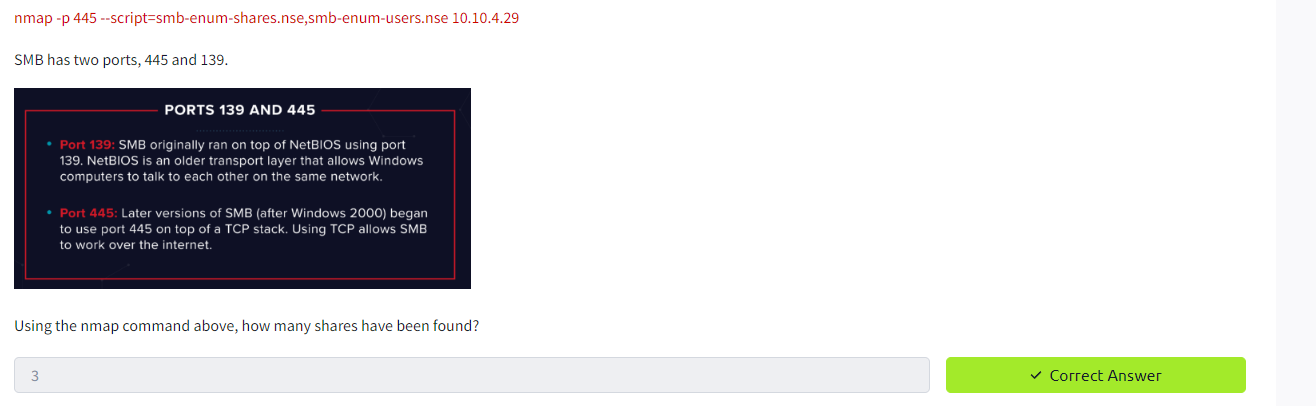 nmap -p 445 --script=smb-enum-shares.nse,smb-enum-users.nse 10.10.4.29
SMB has two ports, 445 and 139.
PORTS 139 AND 445
• Port 139: SMB originally ran on top of NetBIOS using port
139. NetBIOS is an older transport layer that allows Windows
computers to talk to each other on the same network.
• Port 445: Later versions of SMB (after Windows 2000) began
to use port 445 on top of a TCP stack. Using TCP allows SMB
to work over the internet.
Using the nmap command above, how many shares have been found?
3
✓ Correct Answer